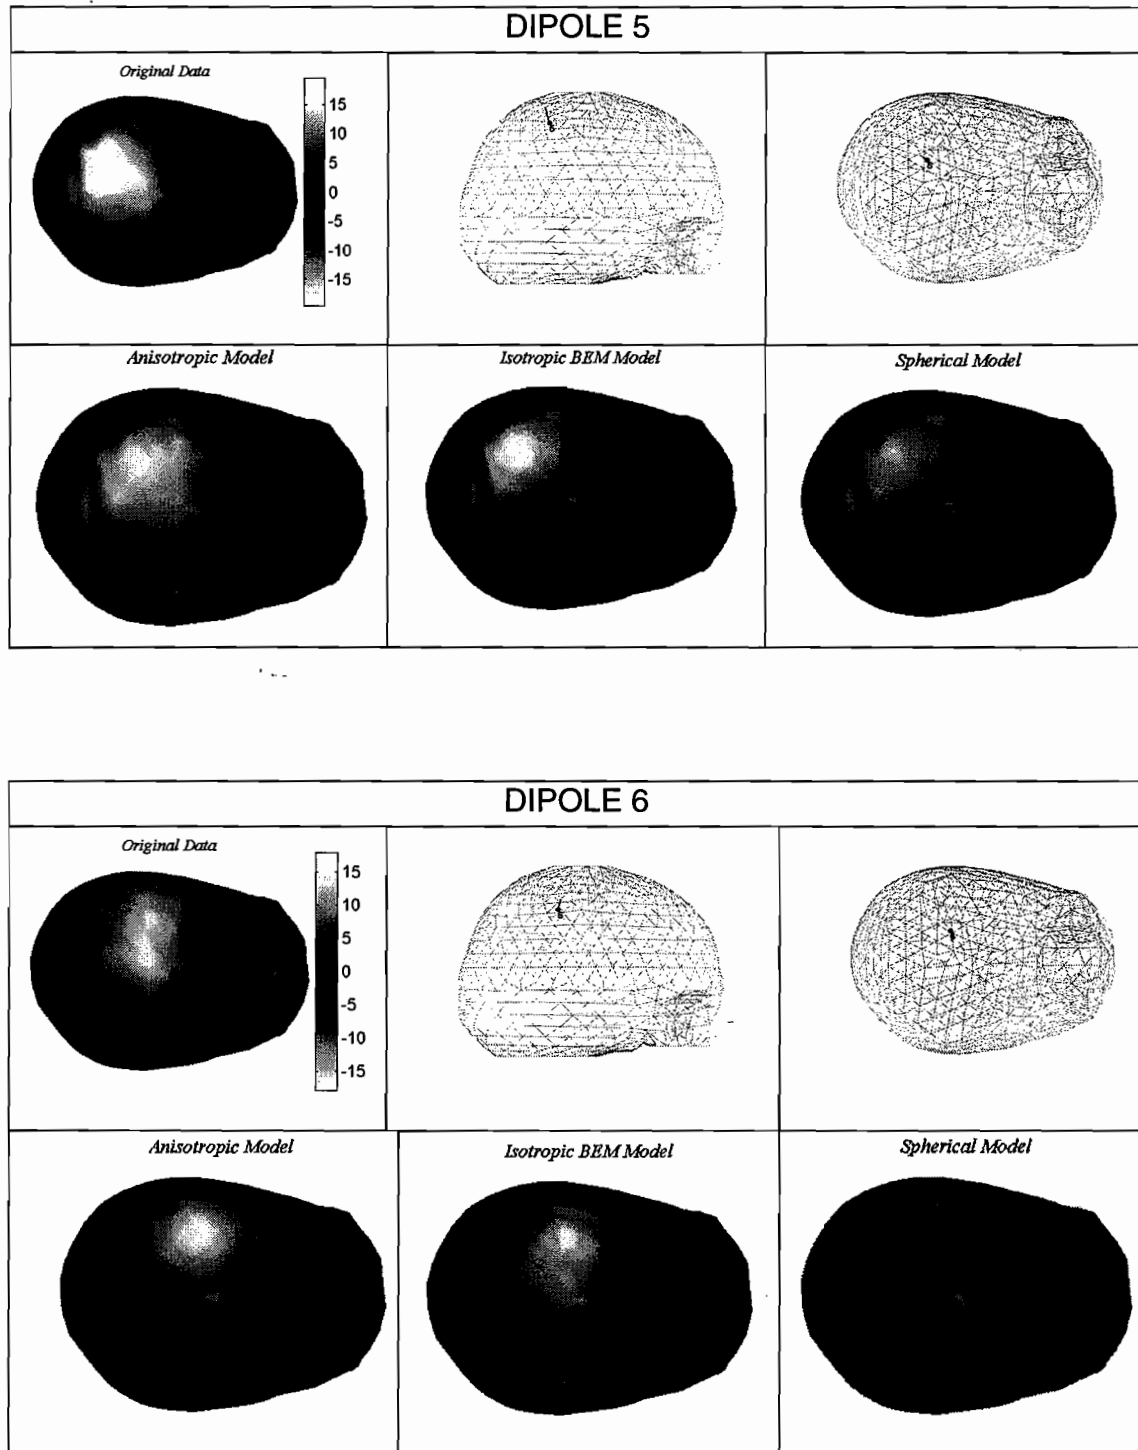 DIPOLE 5
Original Data
15
10
5
0
-5
-10
-15
Anisotropic Model
Isotropic BEM Model
Spherical Model
DIPOLE 6
Original Data
15
10
5
0
-5
-10
-15
Anisotropic Model
Isotropic BEM Model
Spherical Model